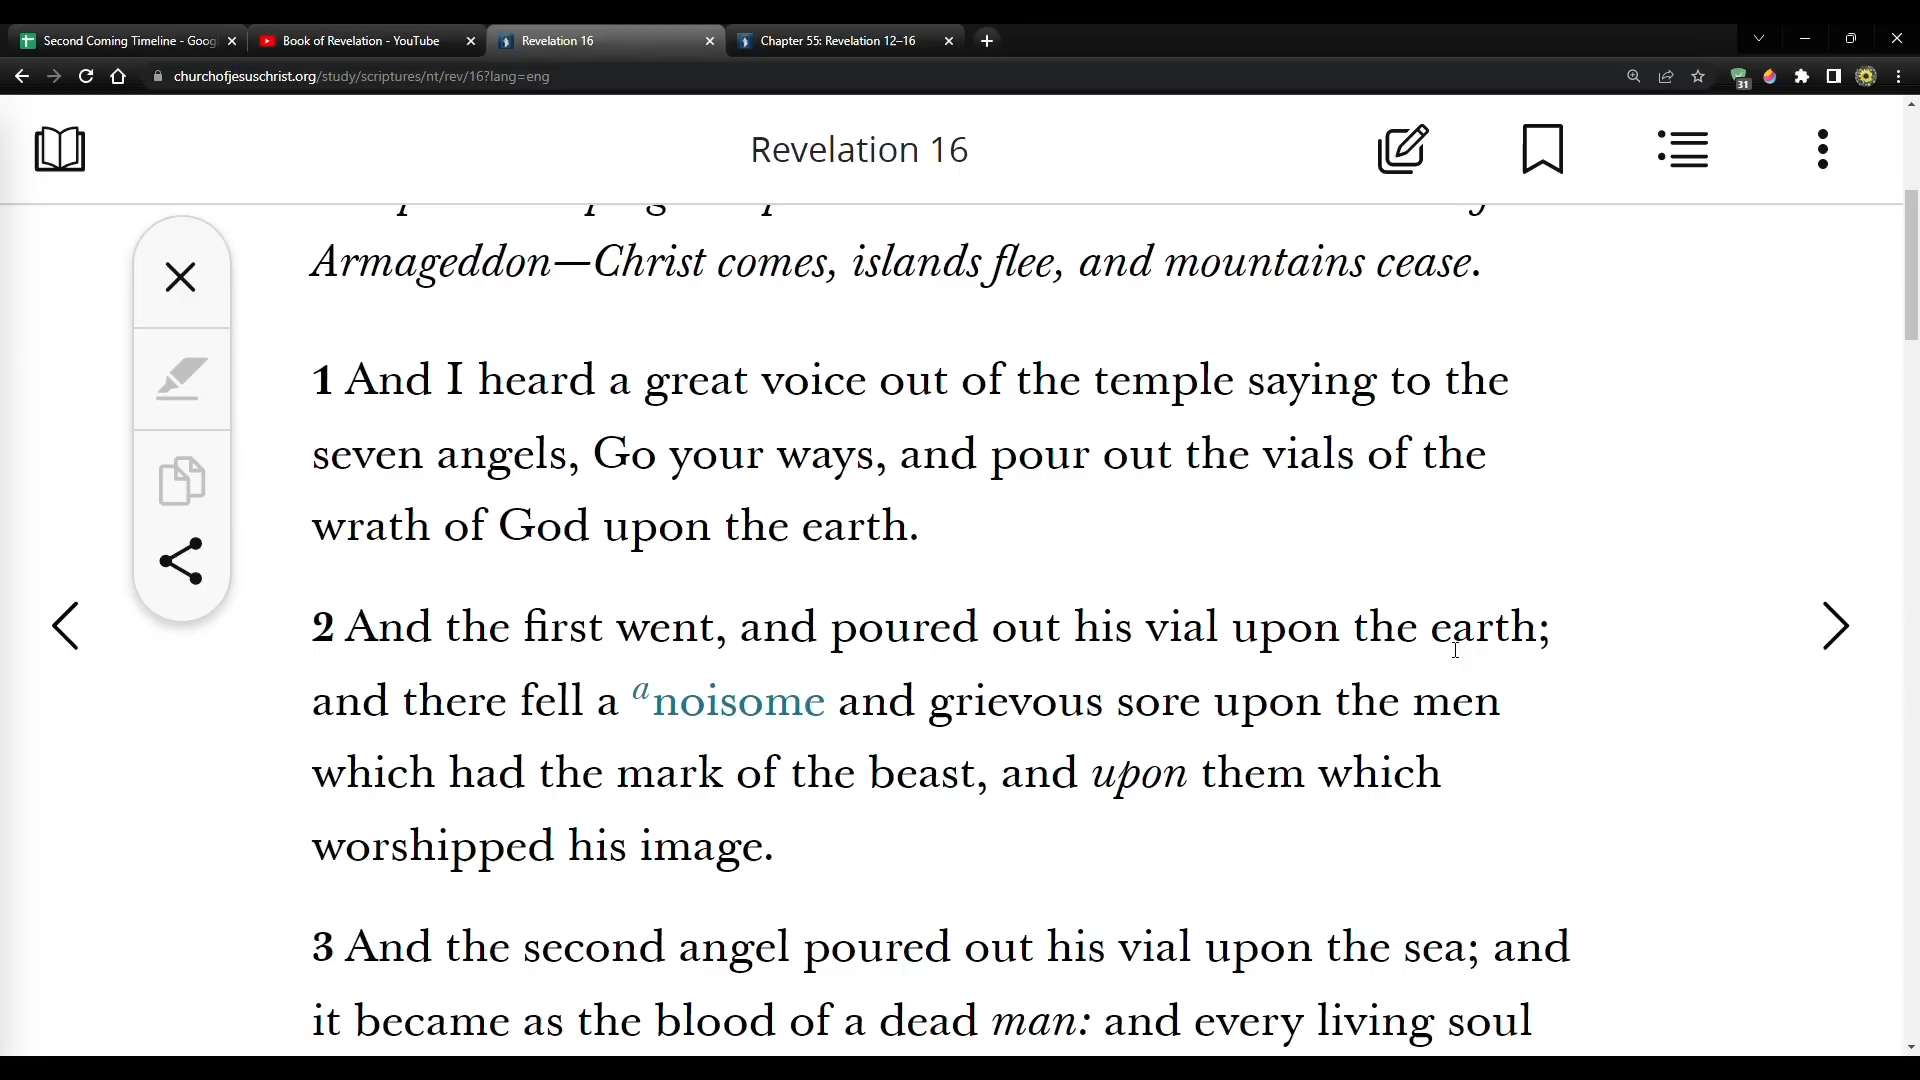 Second Coming Timeline - Goog
Book of Revelation - YouTube
Revelation 16
Chapter 55: Revelation 12–16
churchofjesuschrist.org/study/scriptures/nt/rev/16?lang=eng
31
Revelation 16
Armageddon—Christ comes, islands flee, and mountains cease.
1 And I heard a great voice out of the temple saying to the
seven angels, Go your ways, and pour out the vials of the
wrath of God upon the earth.
2 And the first went, and poured out his vial upon the earth;
and there fell a a noisome and grievous sore upon the men
which had the mark of the beast, and upon them which
worshipped his image.
3 And the second angel poured out his vial upon the sea; and
it became as the blood of a dead man: and every living soul